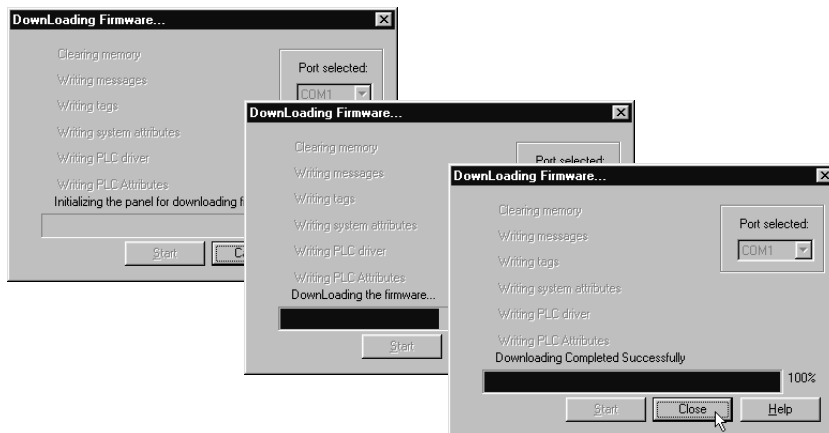 DownLoading Firmware...
Clearing memory
Writing messages
Writing tags
Writing system attributes
Writing PLC driver
Writing PLC Attributes
Initializing the panel for downloading
Port selected:
COM1
Start
DownLoading Firmware...
Clearing memory
Writing messages
Writing tags
Writing system attributes
Writing PLC driver
Writing PLC Attributes
DownLoading the firmware...
Port selected:
Start
DownLoading Firmware...
Clearing memory
Writing messages
Writing tags
Writing system attributes
Writing PLC driver
Writing PLC Attributes
Downloading Completed Successfully
Port selected:
COM1
100%
Start
Close
Help